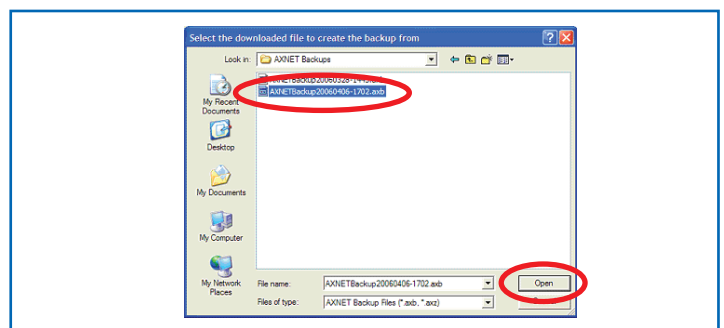 Select the downloaded file to create the backup from
Look in:
AXNET Backups
AXNETBackup20060406-1702.axb
My Recent
Documents
Desktop
My Documents
My Computer
My Network
Places
File name:
AXNETBackup20060406-1702.axb
Open
Files of type:
AXNET Backup Files (*.axb, *.axz)